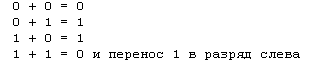 0 + 0 = 0
0 + 1 = 1
1 + 0 = 1
1 + 1 = 0 и перенос 1 в разряд слева